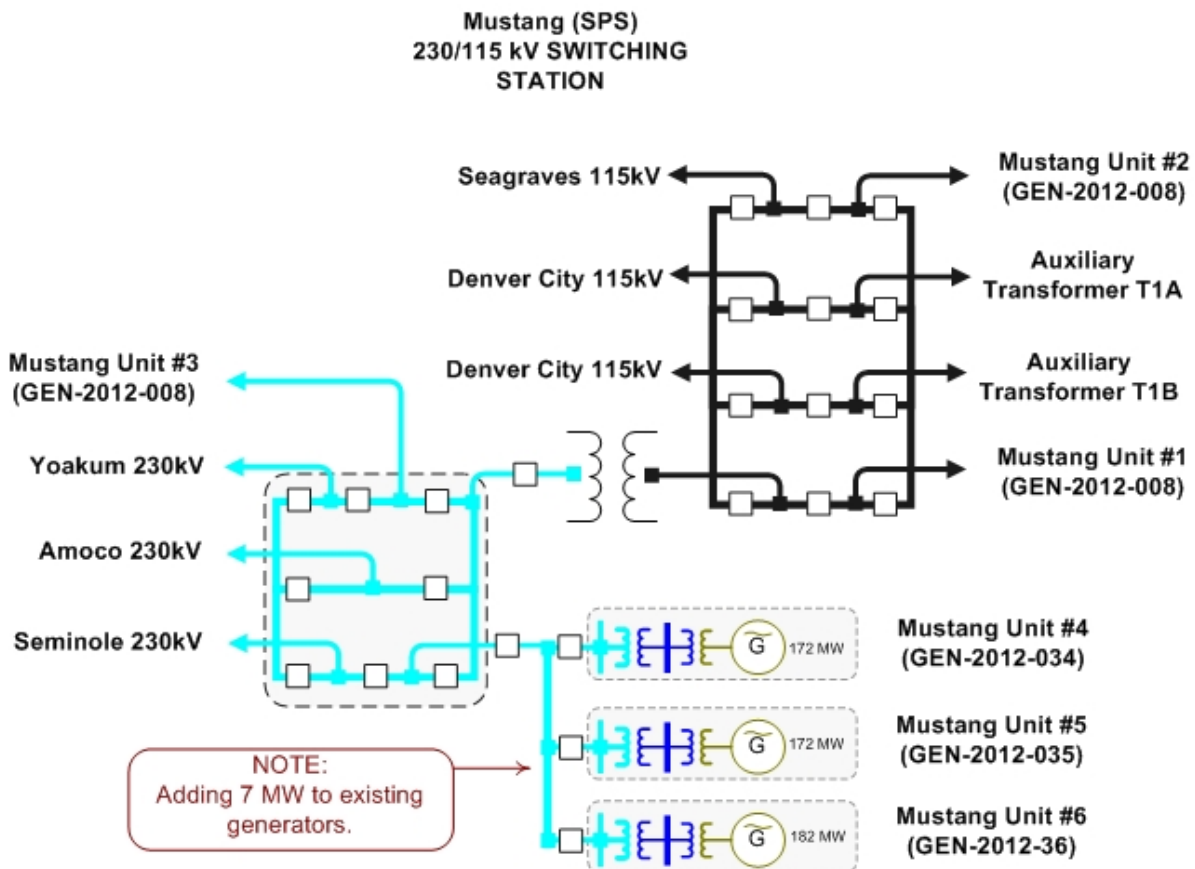 Mustang (SPS)
230/115 kV SWITCHING
STATION
Seagraves 115kV
Mustang Unit #2
(GEN-2012-008)
Denver City 115kV
Auxiliary
Transformer T1A
Mustang Unit #3
(GEN-2012-008)
Denver City 115kV
Auxiliary
Transformer T1B
Yoakum 230kV
Mustang Unit #1
(GEN-2012-008)
Amoco 230kV
Seminole 230kV
G
172 MW
Mustang Unit #4
(GEN-2012-034)
G
172 MW
Mustang Unit #5
(GEN-2012-035)
NOTE:
Adding 7 MW to existing
generators.
G
182 MW
Mustang Unit #6
(GEN-2012-36)